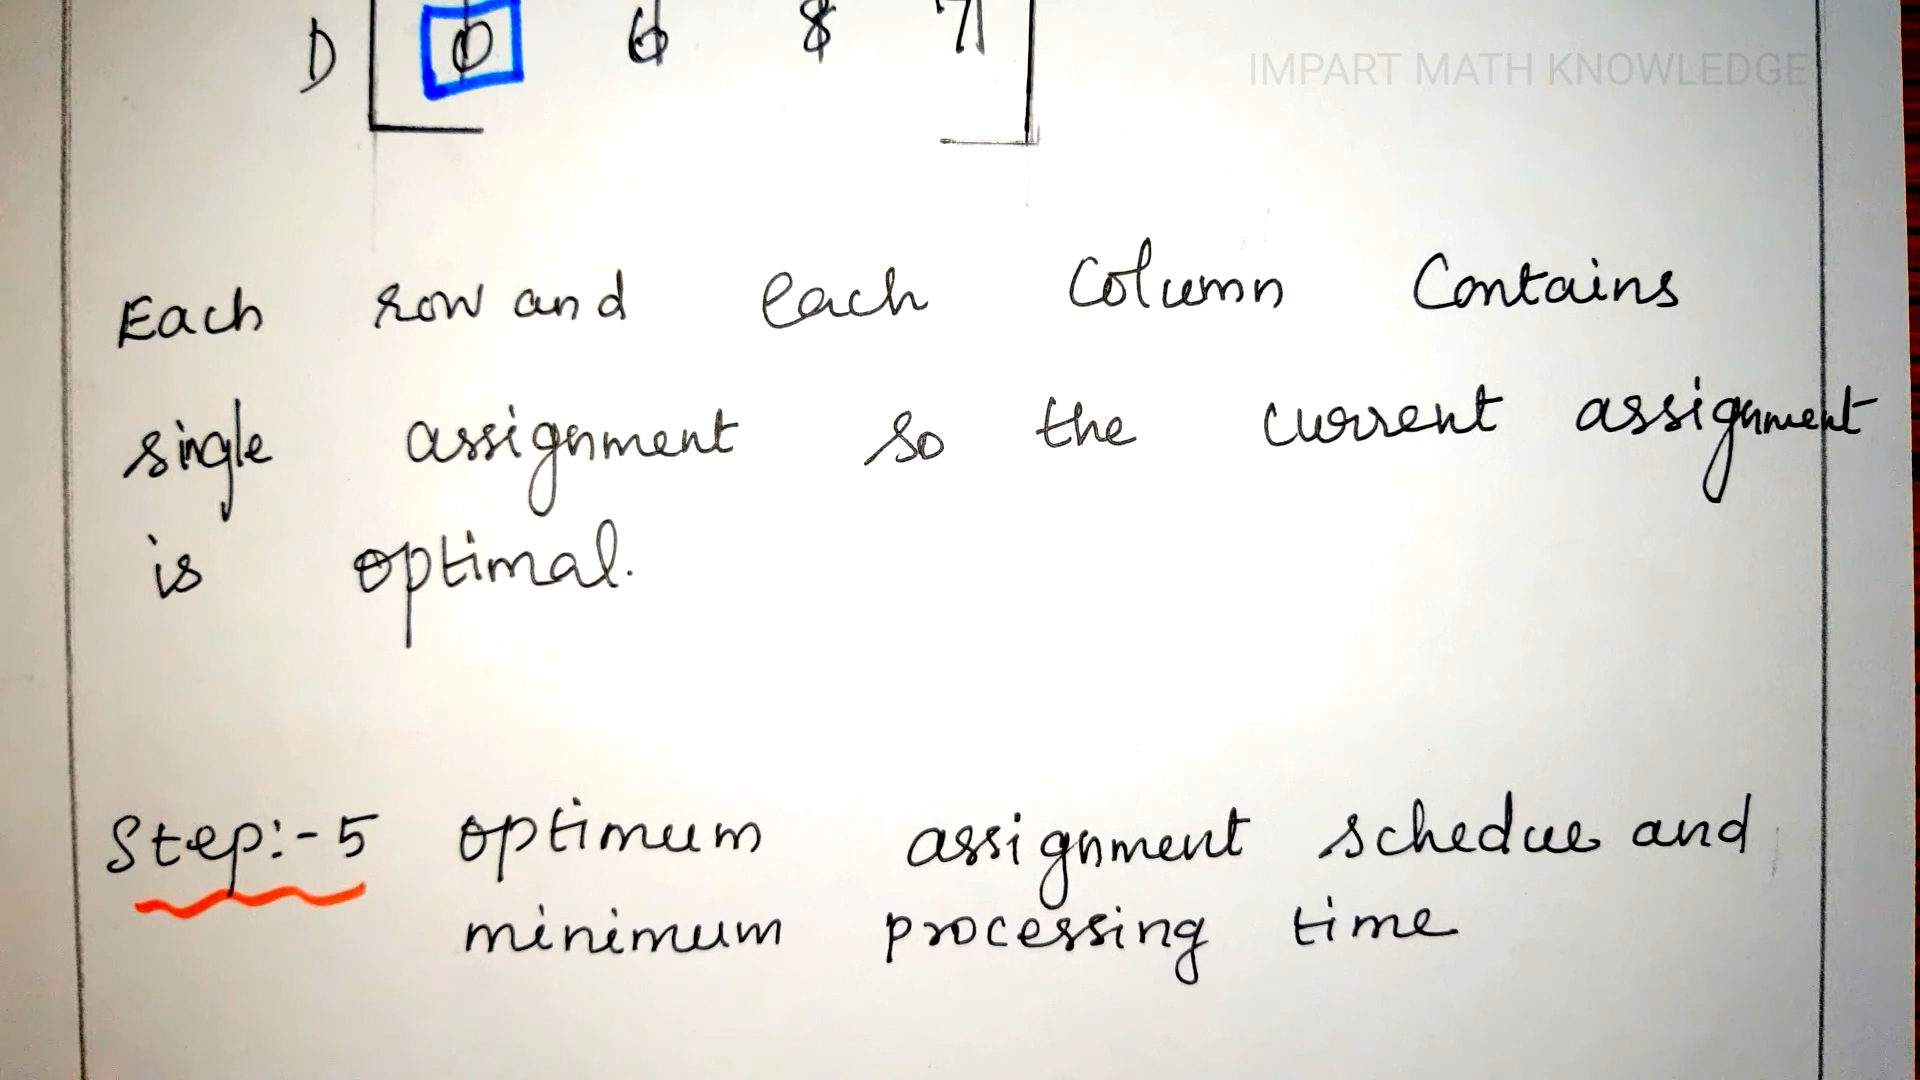 D 0 6 8 7
IMPART MATH KNOWLEDGE
Each row and each Column Contains
single assignment so the current assignment
is optimal.
Step:-5 optimum assignment schedue and
minimum processing time